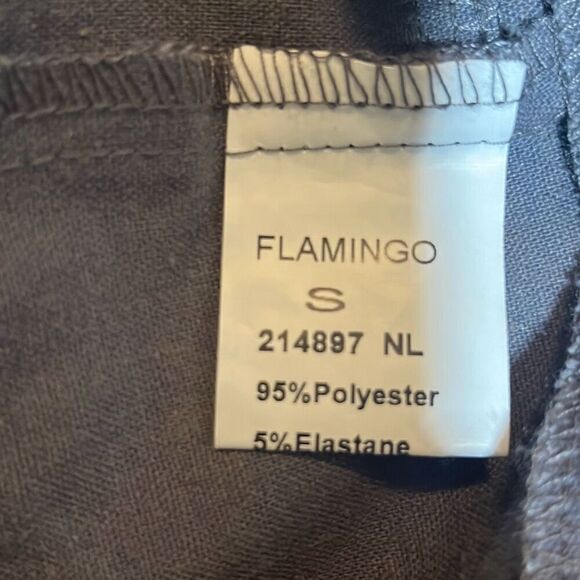 FLAMINGO
S
214897 NL
95%Polyester
5%Elastane